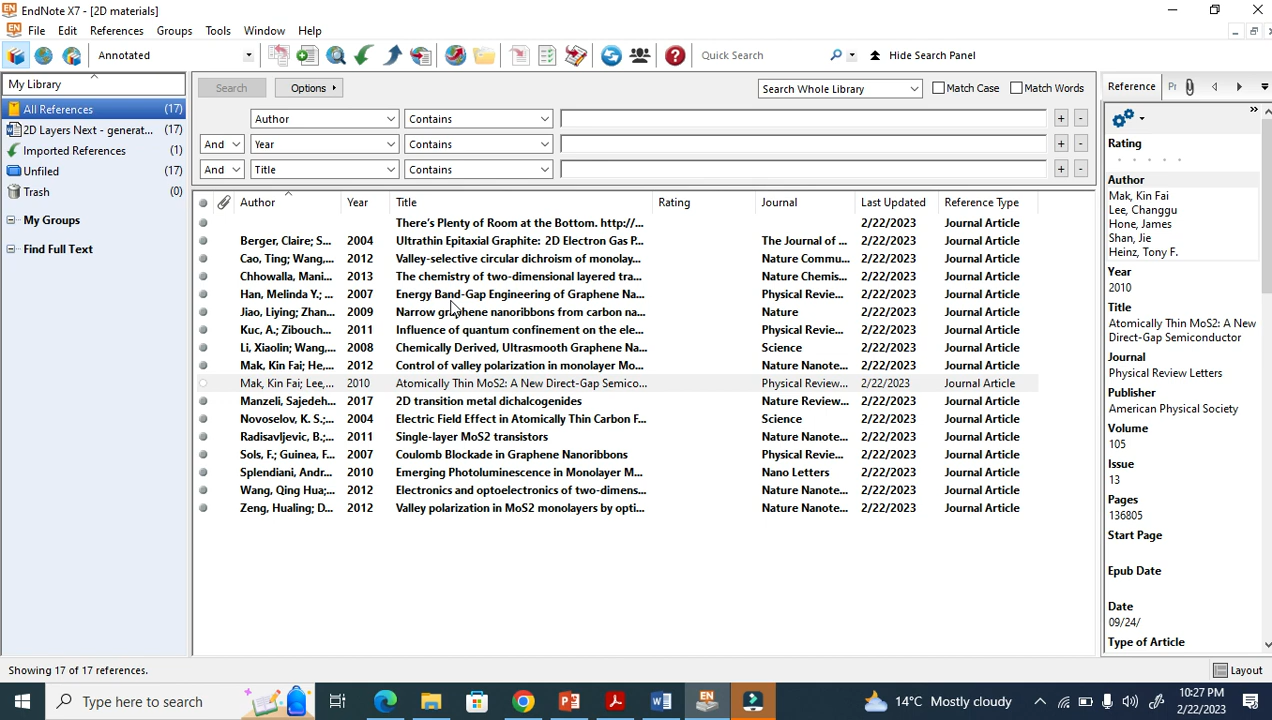 EndNote X7 - [2D materials]
File Edit References Groups Tools Window Help
Annotated Quick Search Hide Search Panel
My Library
All References (17)
2D Layers Next - generat... (17)
Imported References (1)
Unfiled (17)
Trash (0)
My Groups
Find Full Text
Search Options Search Whole Library Match Case Match Words
Author Contains + -
And Year Contains + -
And Title Contains + -
Author Year Title Rating Journal Last Updated Reference Type
There's Plenty of Room at the Bottom. http://... 2/22/2023 Journal Article
Berger, Claire; S... 2004 Ultrathin Epitaxial Graphite: 2D Electron Gas P... The Journal of ... 2/22/2023 Journal Article
Cao, Ting; Wang,... 2012 Valley-selective circular dichroism of monolay... Nature Commu... 2/22/2023 Journal Article
Chhowalla, Mani... 2013 The chemistry of two-dimensional layered tra... Nature Chemis... 2/22/2023 Journal Article
Han, Melinda Y.; ... 2007 Energy Band-Gap Engineering of Graphene Na... Physical Revie... 2/22/2023 Journal Article
Jiao, Liying; Zhan... 2009 Narrow graphene nanoribbons from carbon na... Nature 2/22/2023 Journal Article
Kuc, A.; Zibouch... 2011 Influence of quantum confinement on the ele... Physical Revie... 2/22/2023 Journal Article
Li, Xiaolin; Wang,... 2008 Chemically Derived, Ultrasmooth Graphene Na... Science 2/22/2023 Journal Article
Mak, Kin Fai; He,... 2012 Control of valley polarization in monolayer Mo... Nature Nanote... 2/22/2023 Journal Article
Mak, Kin Fai; Lee,... 2010 Atomically Thin MoS2: A New Direct-Gap Semico... Physical Review... 2/22/2023 Journal Article
Manzeli, Sajedeh... 2017 2D transition metal dichalcogenides Nature Review... 2/22/2023 Journal Article
Novoselov, K. S.;... 2004 Electric Field Effect in Atomically Thin Carbon F... Science 2/22/2023 Journal Article
Radisavljevic, B.;... 2011 Single-layer MoS2 transistors Nature Nanote... 2/22/2023 Journal Article
Sols, F.; Guinea, F... 2007 Coulomb Blockade in Graphene Nanoribbons Physical Revie... 2/22/2023 Journal Article
Splendiani, Andr... 2010 Emerging Photoluminescence in Monolayer M... Nano Letters 2/22/2023 Journal Article
Wang, Qing Hua;... 2012 Electronics and optoelectronics of two-dimens... Nature Nanote... 2/22/2023 Journal Article
Zeng, Hualing; D... 2012 Valley polarization in MoS2 monolayers by opti... Nature Nanote... 2/22/2023 Journal Article
Reference Pr
Rating
Author
Mak, Kin Fai
Lee, Changgu
Hone, James
Shan, Jie
Heinz, Tony F.
Year
2010
Title
Atomically Thin MoS2: A New
Direct-Gap Semiconductor
Journal
Physical Review Letters
Publisher
American Physical Society
Volume
105
Issue
13
Pages
136805
Start Page
Epub Date
Date
09/24/
Type of Article
Showing 17 of 17 references. Layout
Type here to search 14°C Mostly cloudy 10:27 PM
2/22/2023